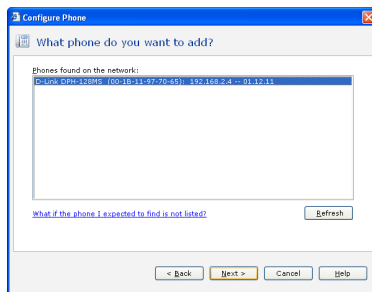 Configure Phone
What phone do you want to add?
Phones found on the network:
D-Link DPH-128MS (00-1B-11-97-70-65): 192.168.2.4 -- 01.12.11
What if the phone I expected to find is not listed?
Refresh
< Back
Next >
Cancel
Help